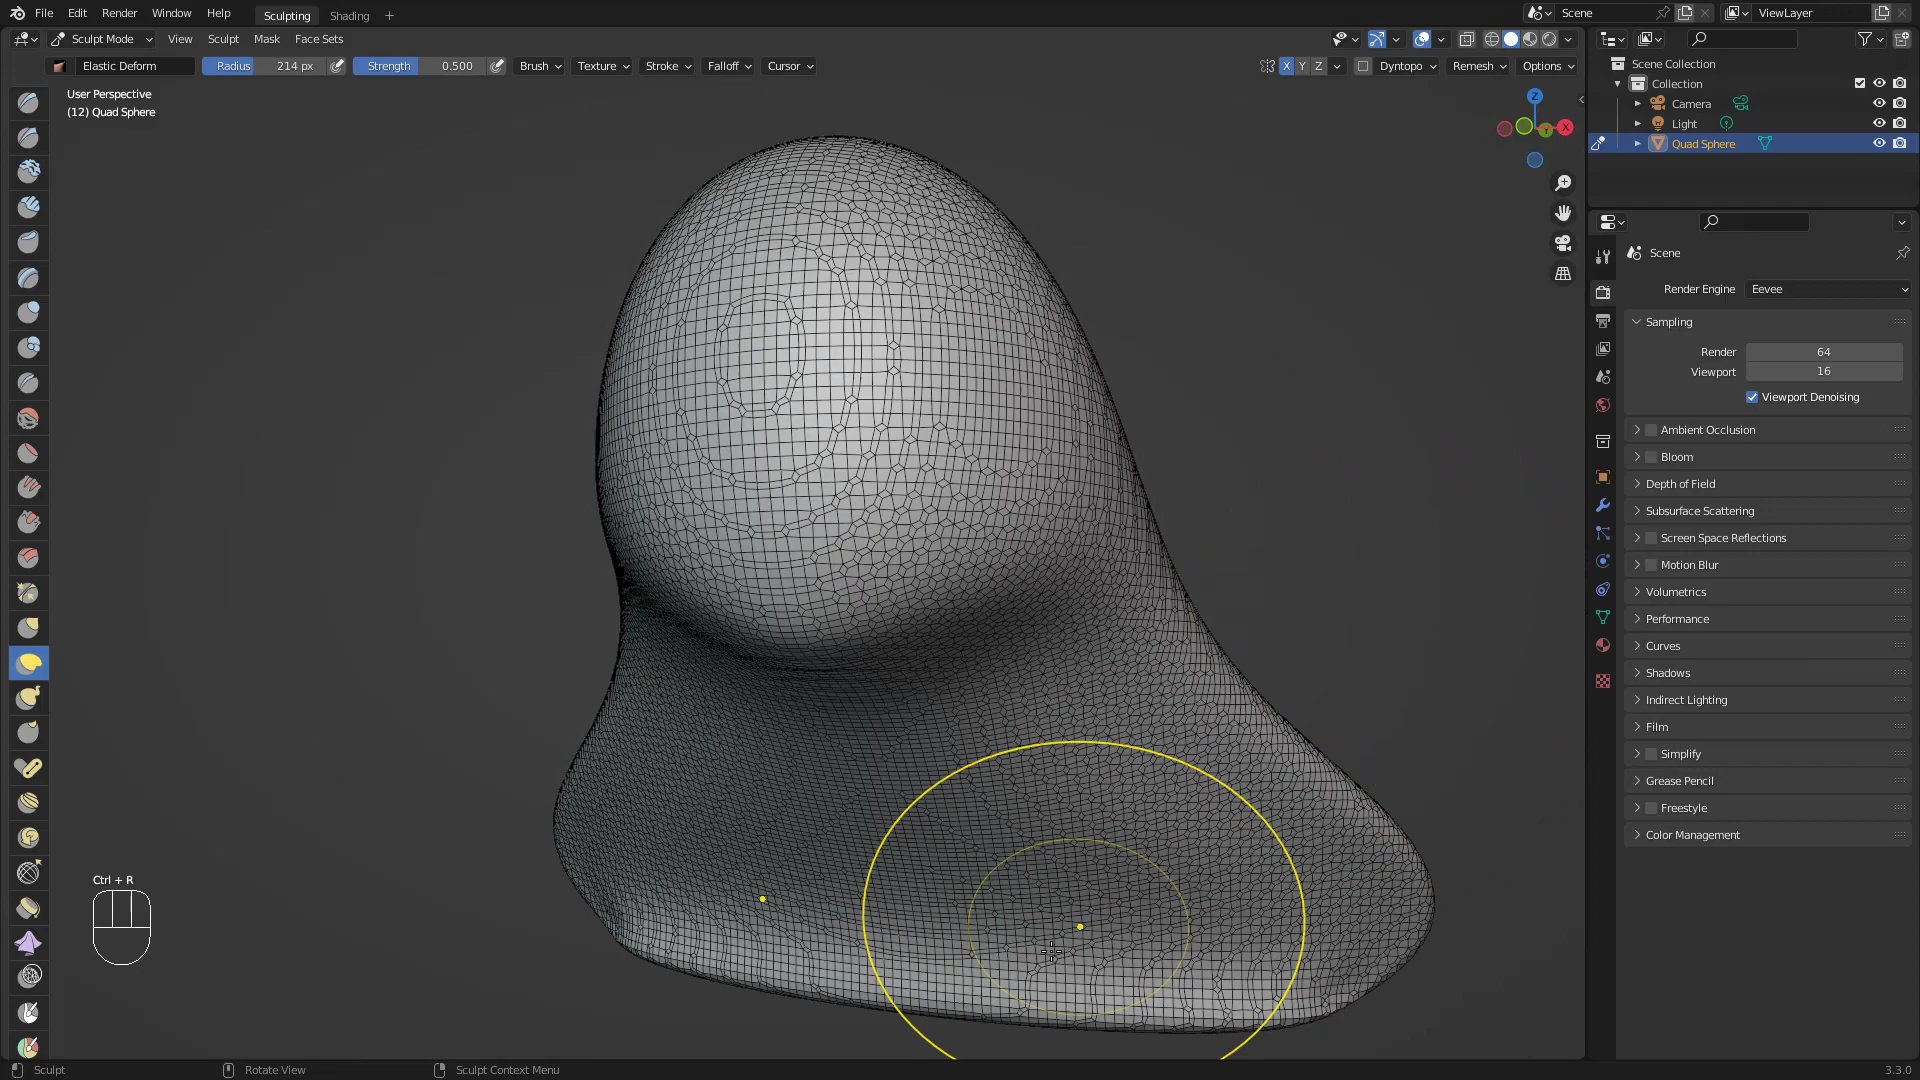 File Edit Render Window Help Sculpting Shading + Scene ViewLayer
Sculpt Mode View Sculpt Mask Face Sets
Elastic Deform Radius 214 px Strength 0.500 Brush Texture Stroke Falloff Cursor X Y Z Dyntopo Remesh Options
User Perspective
(12) Quad Sphere
Z
X
Y
Ctrl + R
Scene Collection
Collection
Camera
Light
Quad Sphere
Scene
Render Engine Eevee
Sampling
Render 64
Viewport 16
Viewport Denoising
Ambient Occlusion
Bloom
Depth of Field
Subsurface Scattering
Screen Space Reflections
Motion Blur
Volumetrics
Performance
Curves
Shadows
Indirect Lighting
Film
Simplify
Grease Pencil
Freestyle
Color Management
Sculpt Rotate View Sculpt Context Menu 3.3.0